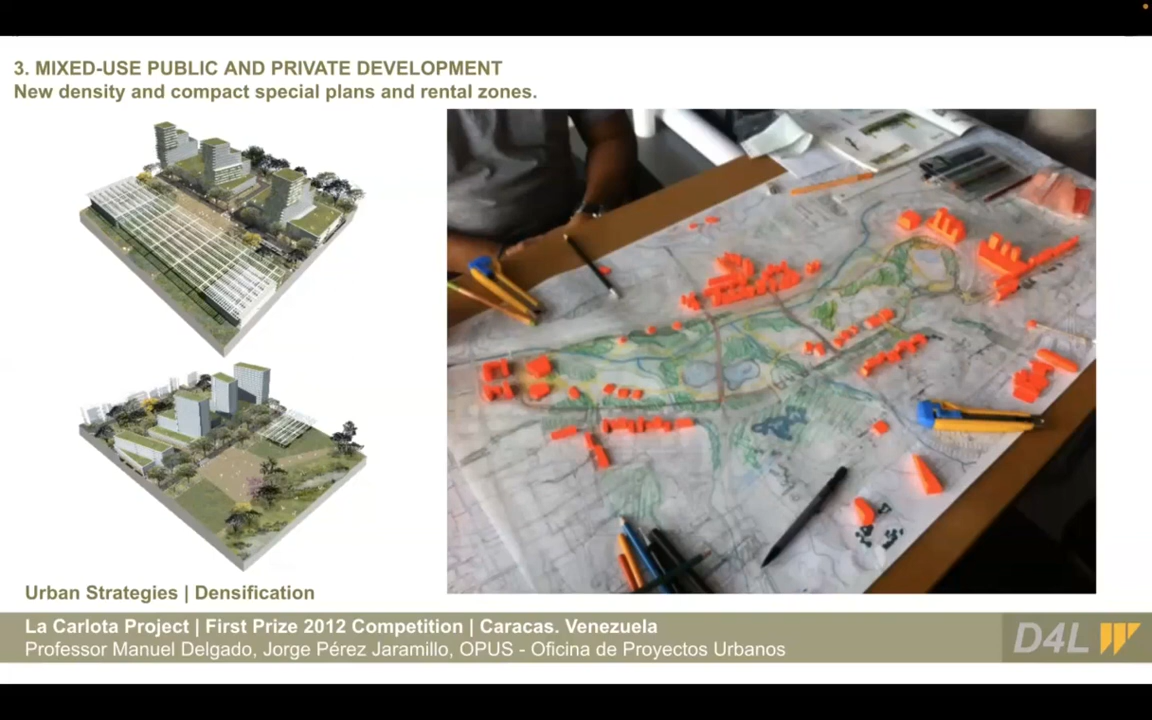 3. MIXED-USE PUBLIC AND PRIVATE DEVELOPMENT
New density and compact special plans and rental zones.
Urban Strategies | Densification
La Carlota Project | First Prize 2012 Competition | Caracas. Venezuela
Professor Manuel Delgado, Jorge Pérez Jaramillo, OPUS - Oficina de Proyectos Urbanos
D4L